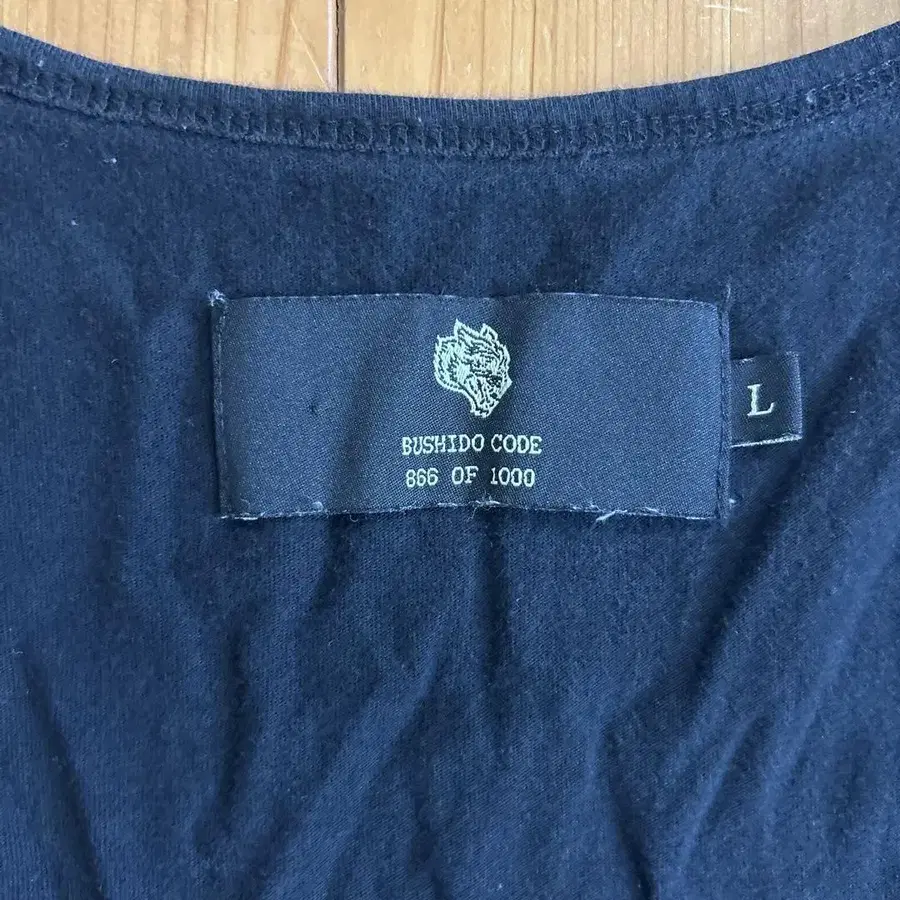 BUSHIDO CODE
866 OF 1000
L